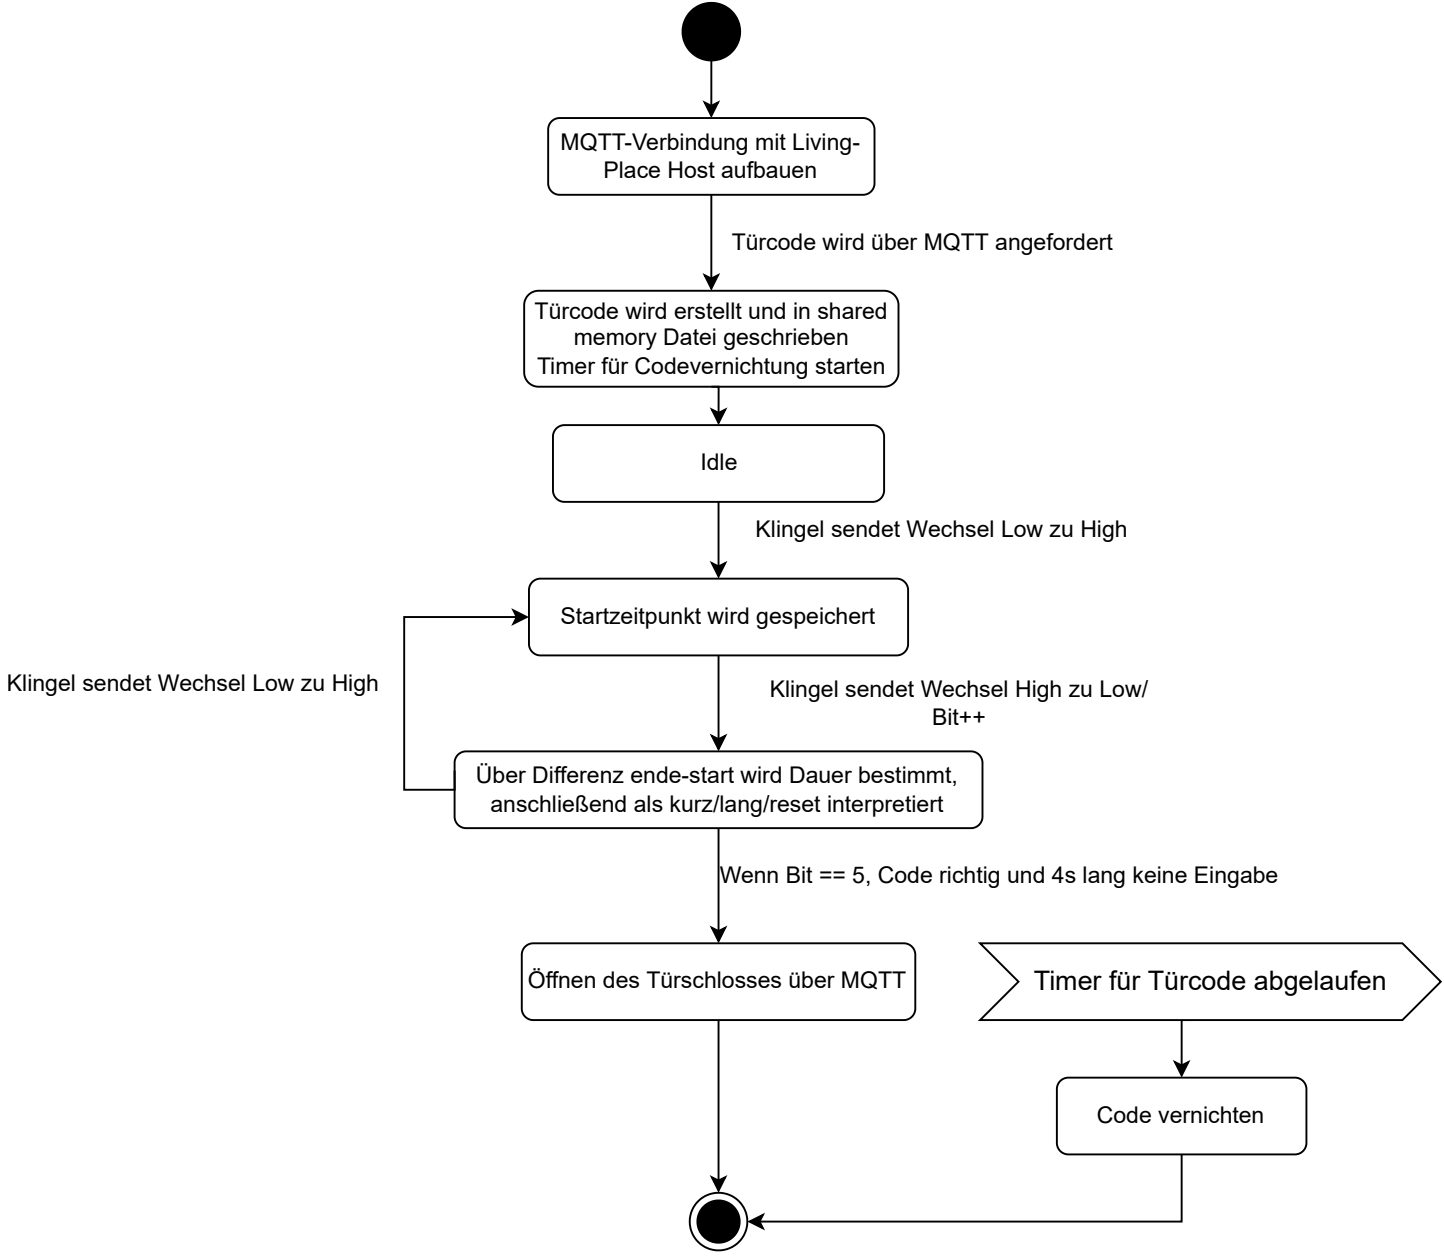 MQTT-Verbindung mit Living-
Place Host aufbauen
Türcode wird über MQTT angefordert
Türcode wird erstellt und in shared
memory Datei geschrieben
Timer für Codevernichtung starten
Idle
Klingel sendet Wechsel Low zu High
Startzeitpunkt wird gespeichert
Klingel sendet Wechsel Low zu High
Klingel sendet Wechsel High zu Low/
Bit++
Über Differenz ende-start wird Dauer bestimmt,
anschließend als kurz/lang/reset interpretiert
Wenn Bit == 5, Code richtig und 4s lang keine Eingabe
Öffnen des Türschlosses über MQTT
Timer für Türcode abgelaufen
Code vernichten